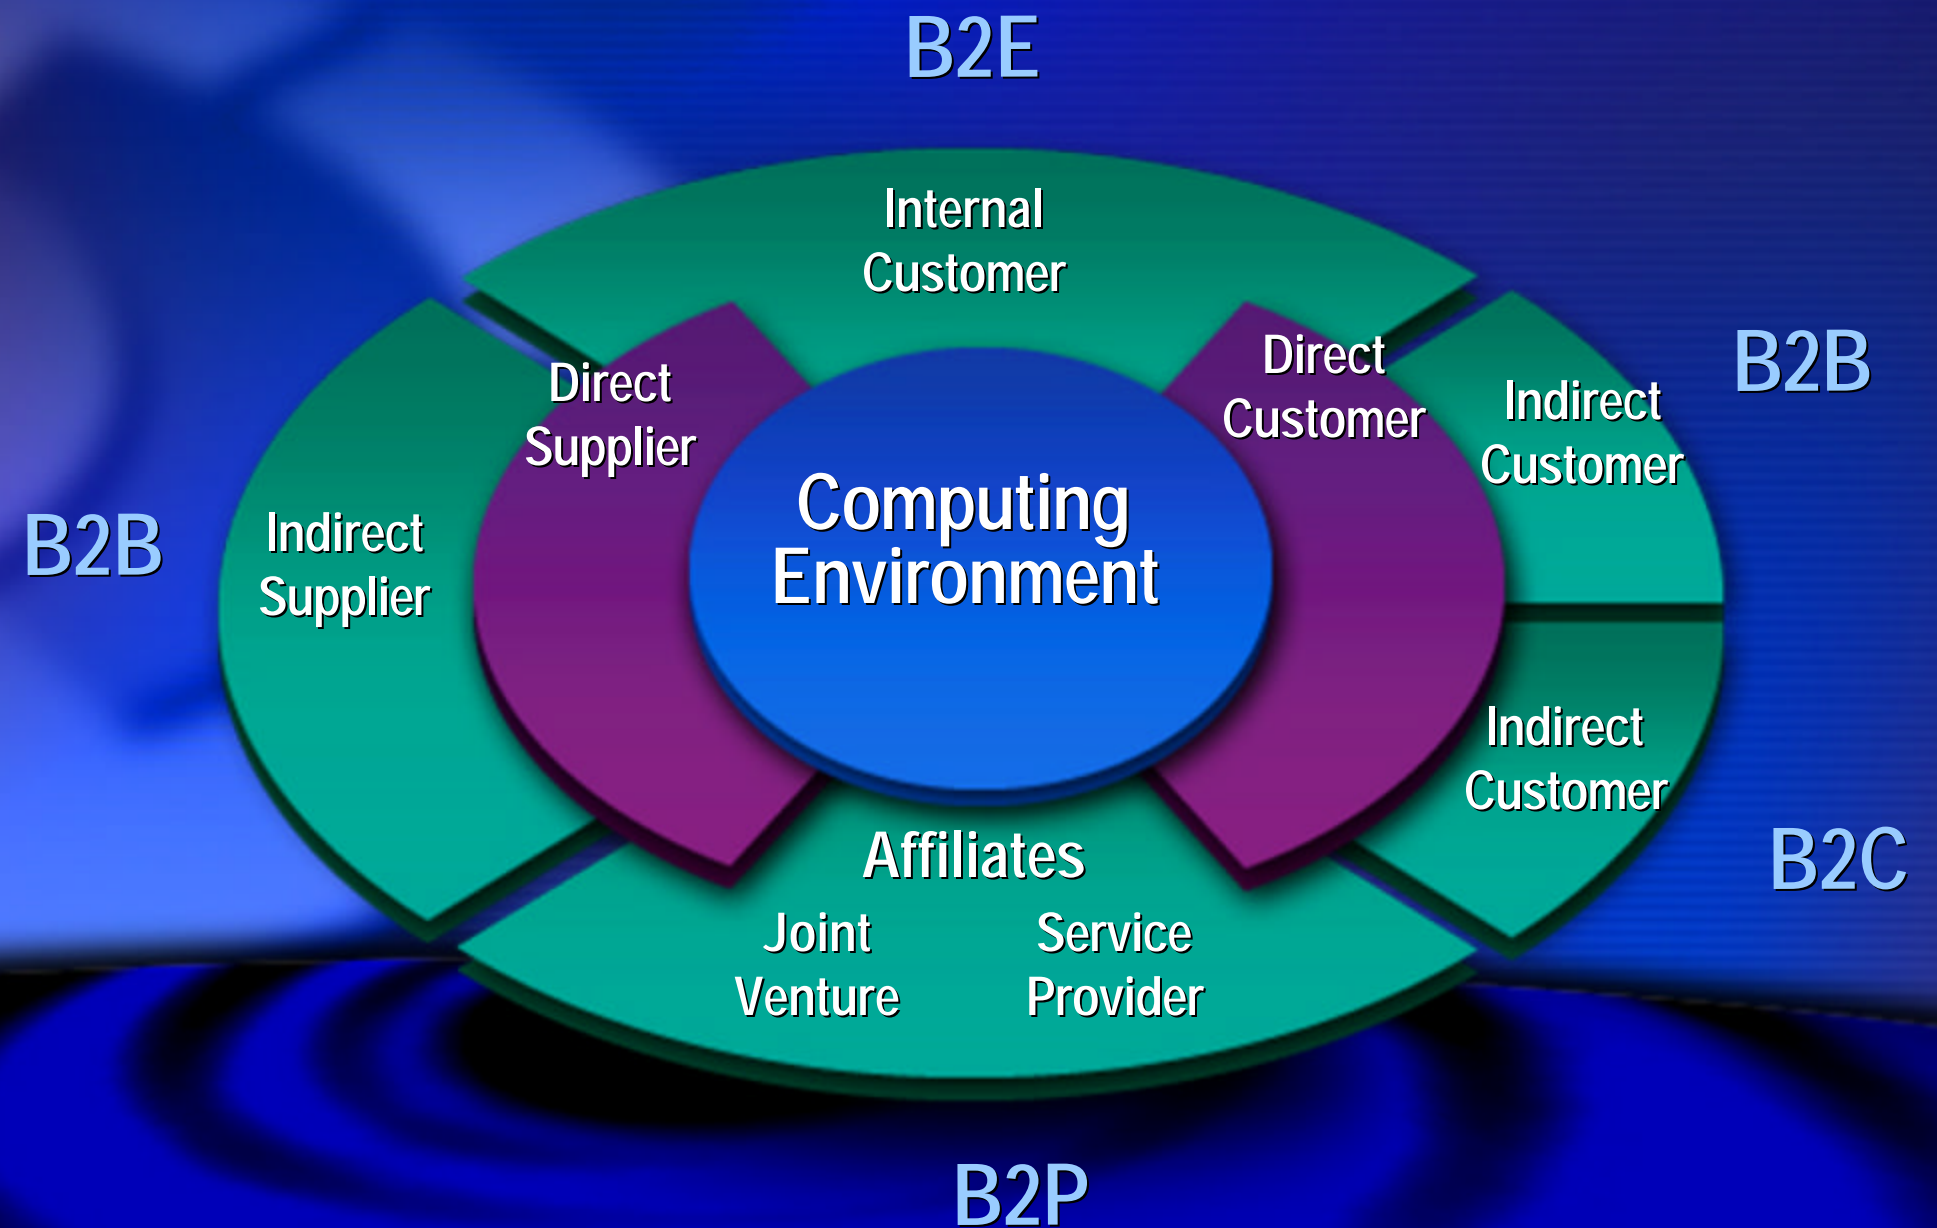 B2E
Internal
Customer
Direct
Supplier
Direct
Customer
Indirect
Customer
B2B
Computing
Environment
B2B
Indirect
Supplier
Indirect
Customer
B2C
Affiliates
Joint
Venture
Service
Provider
B2P